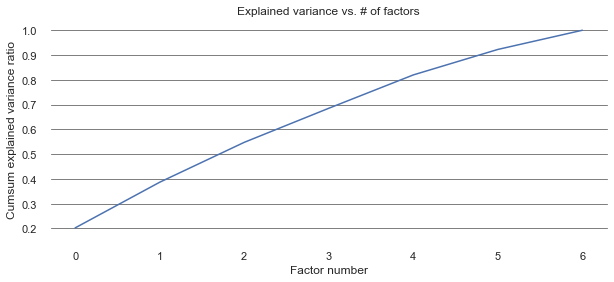 Explained variance vs. # of factors
Cumsum explained variance ratio
1.0
0.9
0.8
0.7
0.6
0.5
0.4
0.3
0.2
0 1 2 3 4 5 6
Factor number